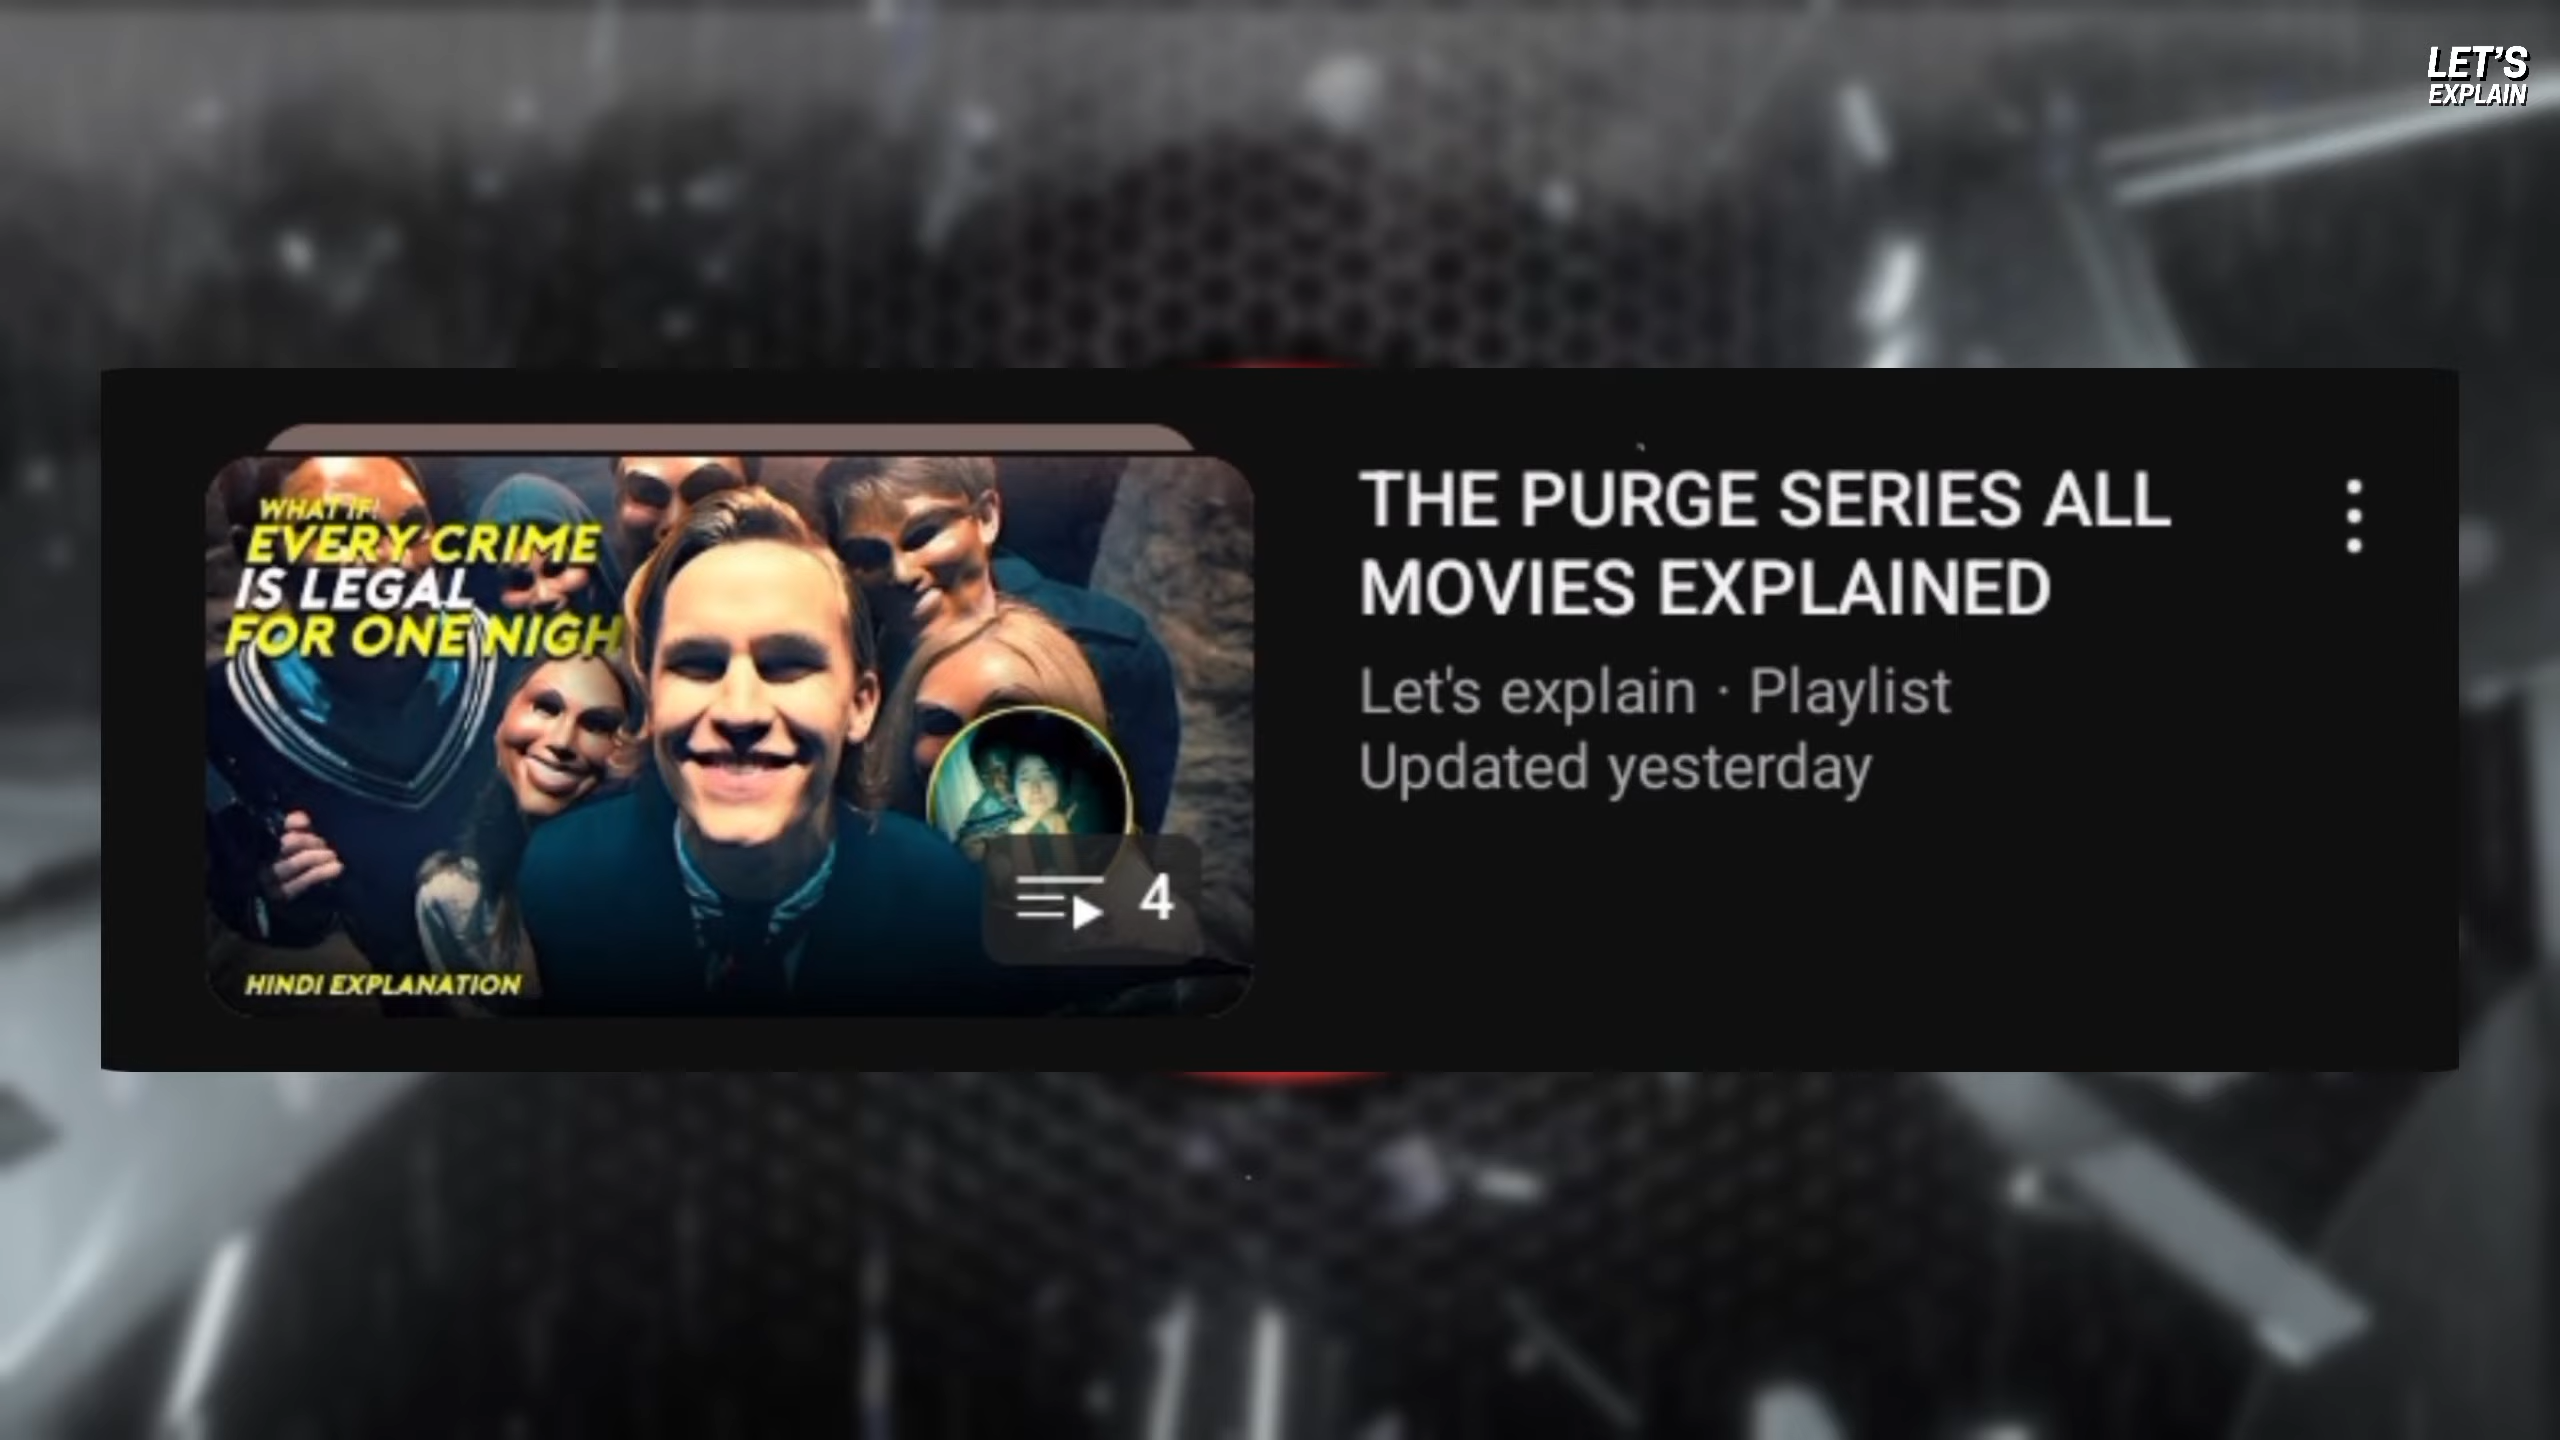 LET'S
EXPLAIN
WHAT IF!
EVERY CRIME
IS LEGAL
FOR ONE NIGH
4
HINDI EXPLANATION
THE PURGE SERIES ALL
MOVIES EXPLAINED
Let's explain · Playlist
Updated yesterday